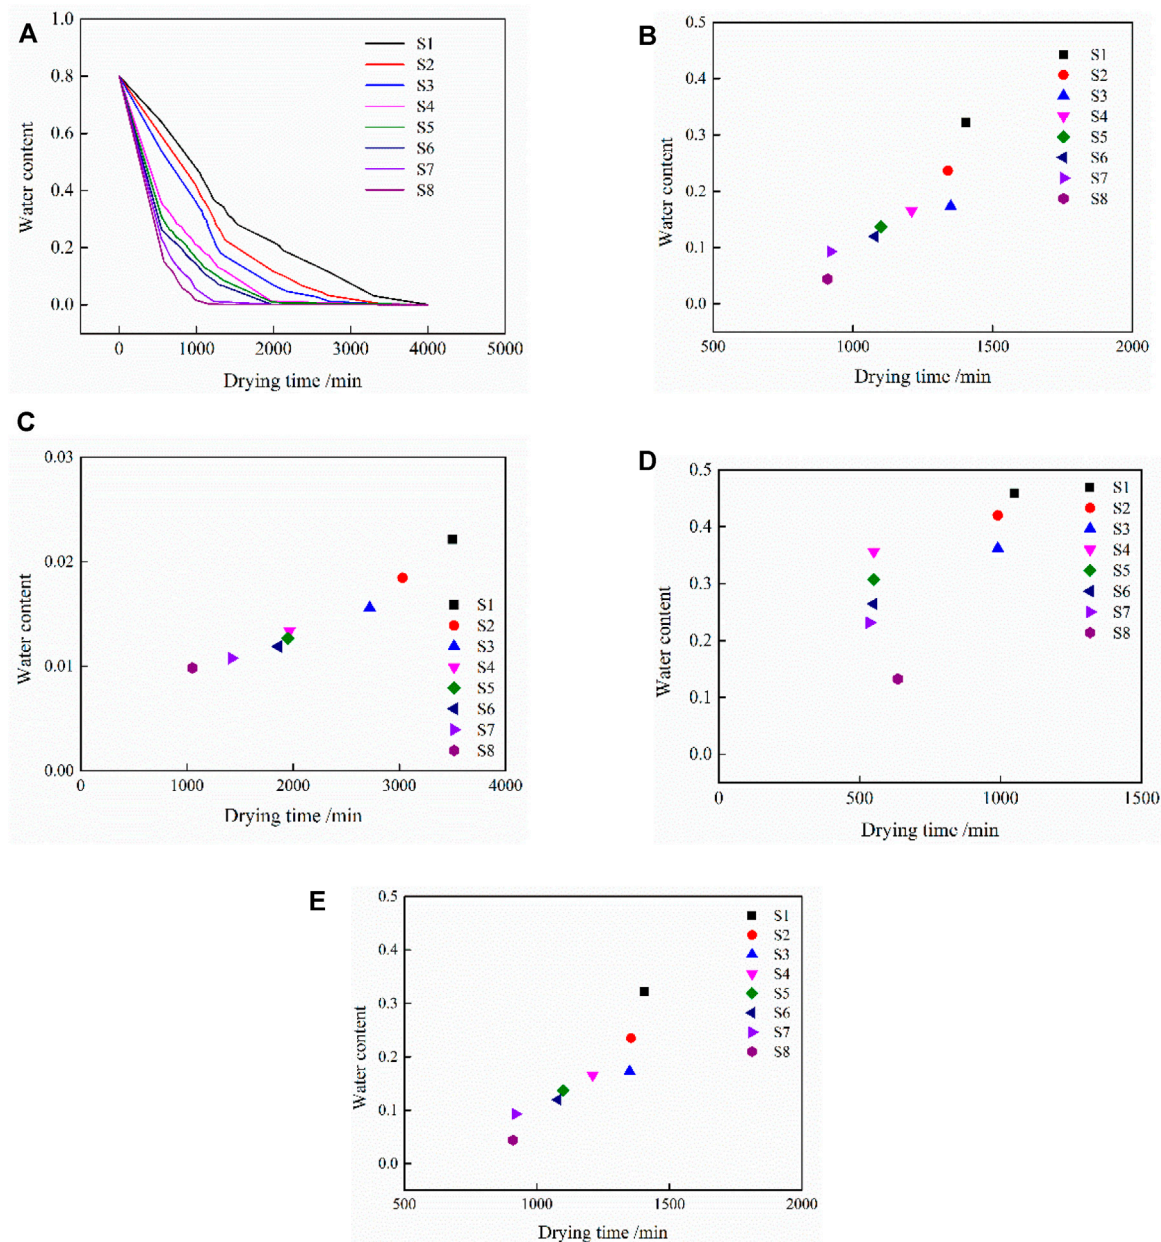 A
1.0
0.8
0.6
0.4
0.2
0.0
Water content
S1
S2
S3
S4
S5
S6
S7
S8
0 1000 2000 3000 4000 5000
Drying time /min
B
0.5
0.4
0.3
0.2
0.1
0.0
Water content
S1
S2
S3
S4
S5
S6
S7
S8
500 1000 1500 2000
Drying time /min
C
0.03
0.02
0.01
0.00
Water content
S1
S2
S3
S4
S5
S6
S7
S8
0 1000 2000 3000 4000
Drying time /min
D
0.5
0.4
0.3
0.2
0.1
0.0
Water content
S1
S2
S3
S4
S5
S6
S7
S8
0 500 1000 1500
Drying time /min
E
0.5
0.4
0.3
0.2
0.1
0.0
Water content
S1
S2
S3
S4
S5
S6
S7
S8
500 1000 1500 2000
Drying time /min